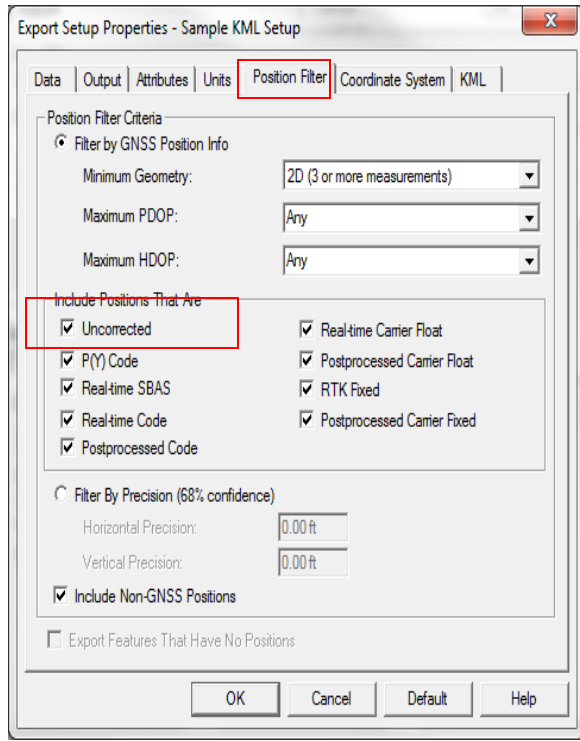 Export Setup Properties - Sample KML Setup
X
Data Output Attributes Units Position Filter Coordinate System KML
Position Filter Criteria
Filter by GNSS Position Info
Minimum Geometry: 2D (3 or more measurements)
Maximum PDOP: Any
Maximum HDOP: Any
Include Positions That Are
Uncorrected Real-time Carrier Float
P(Y) Code Postprocessed Carrier Float
Real-time SBAS RTK Fixed
Real-time Code Postprocessed Carrier Fixed
Postprocessed Code
Filter By Precision (68% confidence)
Horizontal Precision: 0.00 ft
Vertical Precision: 0.00 ft
Include Non-GNSS Positions
Export Features That Have No Positions
OK Cancel Default Help